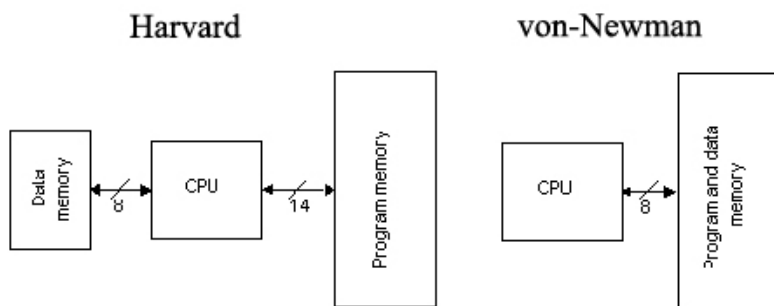 Harvard
von-Newman
Data
memory
8
CPU
14
Program memory
CPU
8
Program and data
memory